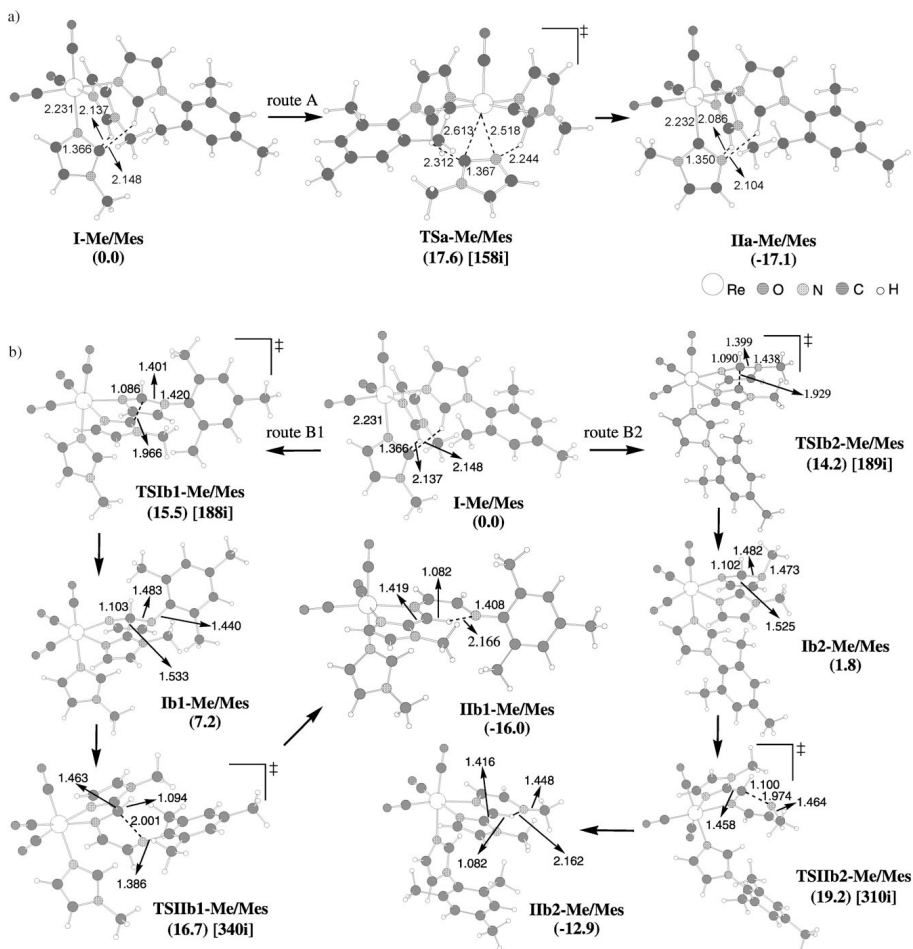 a)
‡
2.231
2.137
1.366
2.148
route A
2.613
2.518
2.312
1.367
2.244
2.232
2.086
1.350
2.104
I-Me/Mes
(0.0)
TSa-Me/Mes
(17.6) [158i]
IIa-Me/Mes
(-17.1)
Re O N C H
b)
‡
1.401
1.086
1.420
1.966
TSIb1-Me/Mes
(15.5) [188i]
route B1
2.231
1.366
2.148
2.137
I-Me/Mes
(0.0)
route B2
‡
1.399
1.090
1.438
1.929
TSIb2-Me/Mes
(14.2) [189i]
1.483
1.103
1.440
1.533
Ib1-Me/Mes
(7.2)
1.082
1.419
1.408
2.166
IIb1-Me/Mes
(-16.0)
1.482
1.102
1.473
1.525
Ib2-Me/Mes
(1.8)
‡
1.463
1.094
2.001
1.386
TSIIb1-Me/Mes
(16.7) [340i]
1.416
1.448
1.082
2.162
IIb2-Me/Mes
(-12.9)
‡
1.100
1.974
1.464
1.458
TSIIb2-Me/Mes
(19.2) [310i]